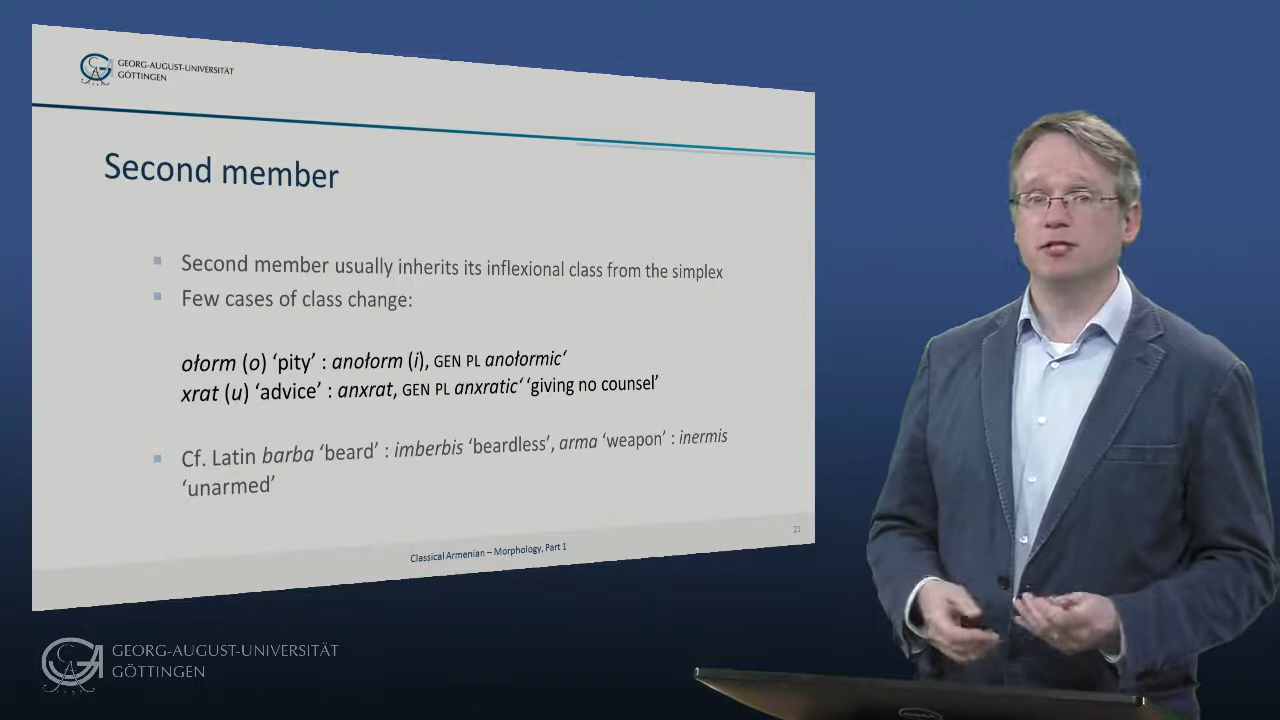 GEORG-AUGUST-UNIVERSITÄT
GÖTTINGEN
Second member
Second member usually inherits its inflexional class from the simplex
Few cases of class change:
ołorm (o) ‘pity’ : anołorm (i), GEN PL anołormic‘
xrat (u) ‘advice’ : anxrat, GEN PL anxratic‘ ‘giving no counsel’
Cf. Latin barba ‘beard’ : imberbis ‘beardless’, arma ‘weapon’ : inermis
‘unarmed’
21
Classical Armenian – Morphology, Part 1
GEORG-AUGUST-UNIVERSITÄT
GÖTTINGEN